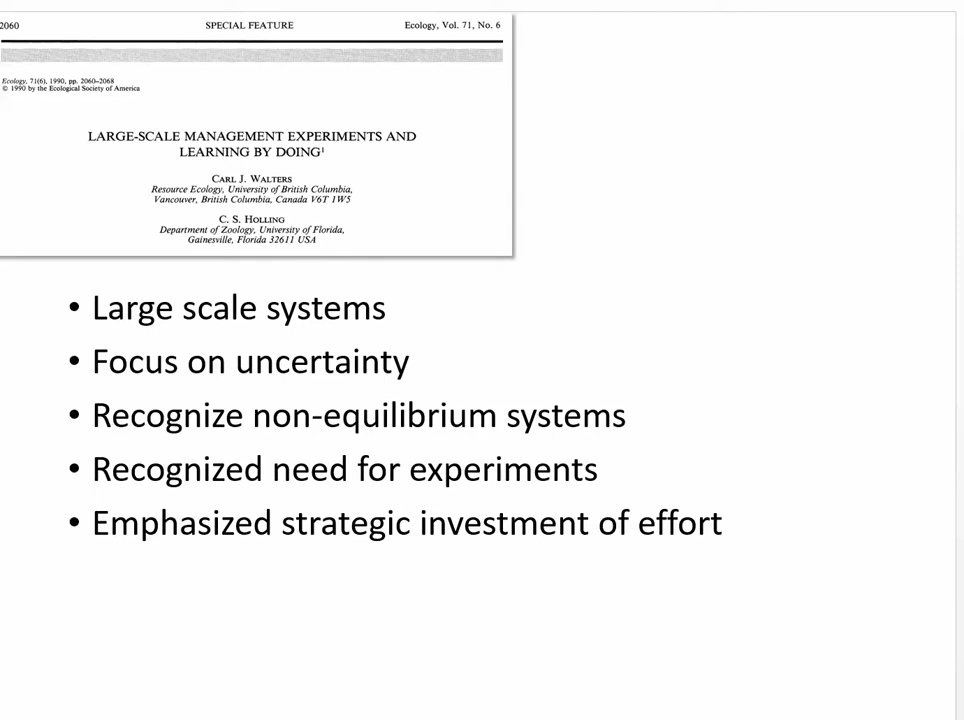 2060 SPECIAL FEATURE Ecology, Vol. 71, No. 6
Ecology, 71(6), 1990, pp. 2060–2068
© 1990 by the Ecological Society of America
LARGE-SCALE MANAGEMENT EXPERIMENTS AND
LEARNING BY DOING¹
CARL J. WALTERS
Resource Ecology, University of British Columbia,
Vancouver, British Columbia, Canada V6T 1W5
C. S. HOLLING
Department of Zoology, University of Florida,
Gainesville, Florida 32611 USA
• Large scale systems
• Focus on uncertainty
• Recognize non-equilibrium systems
• Recognized need for experiments
• Emphasized strategic investment of effort